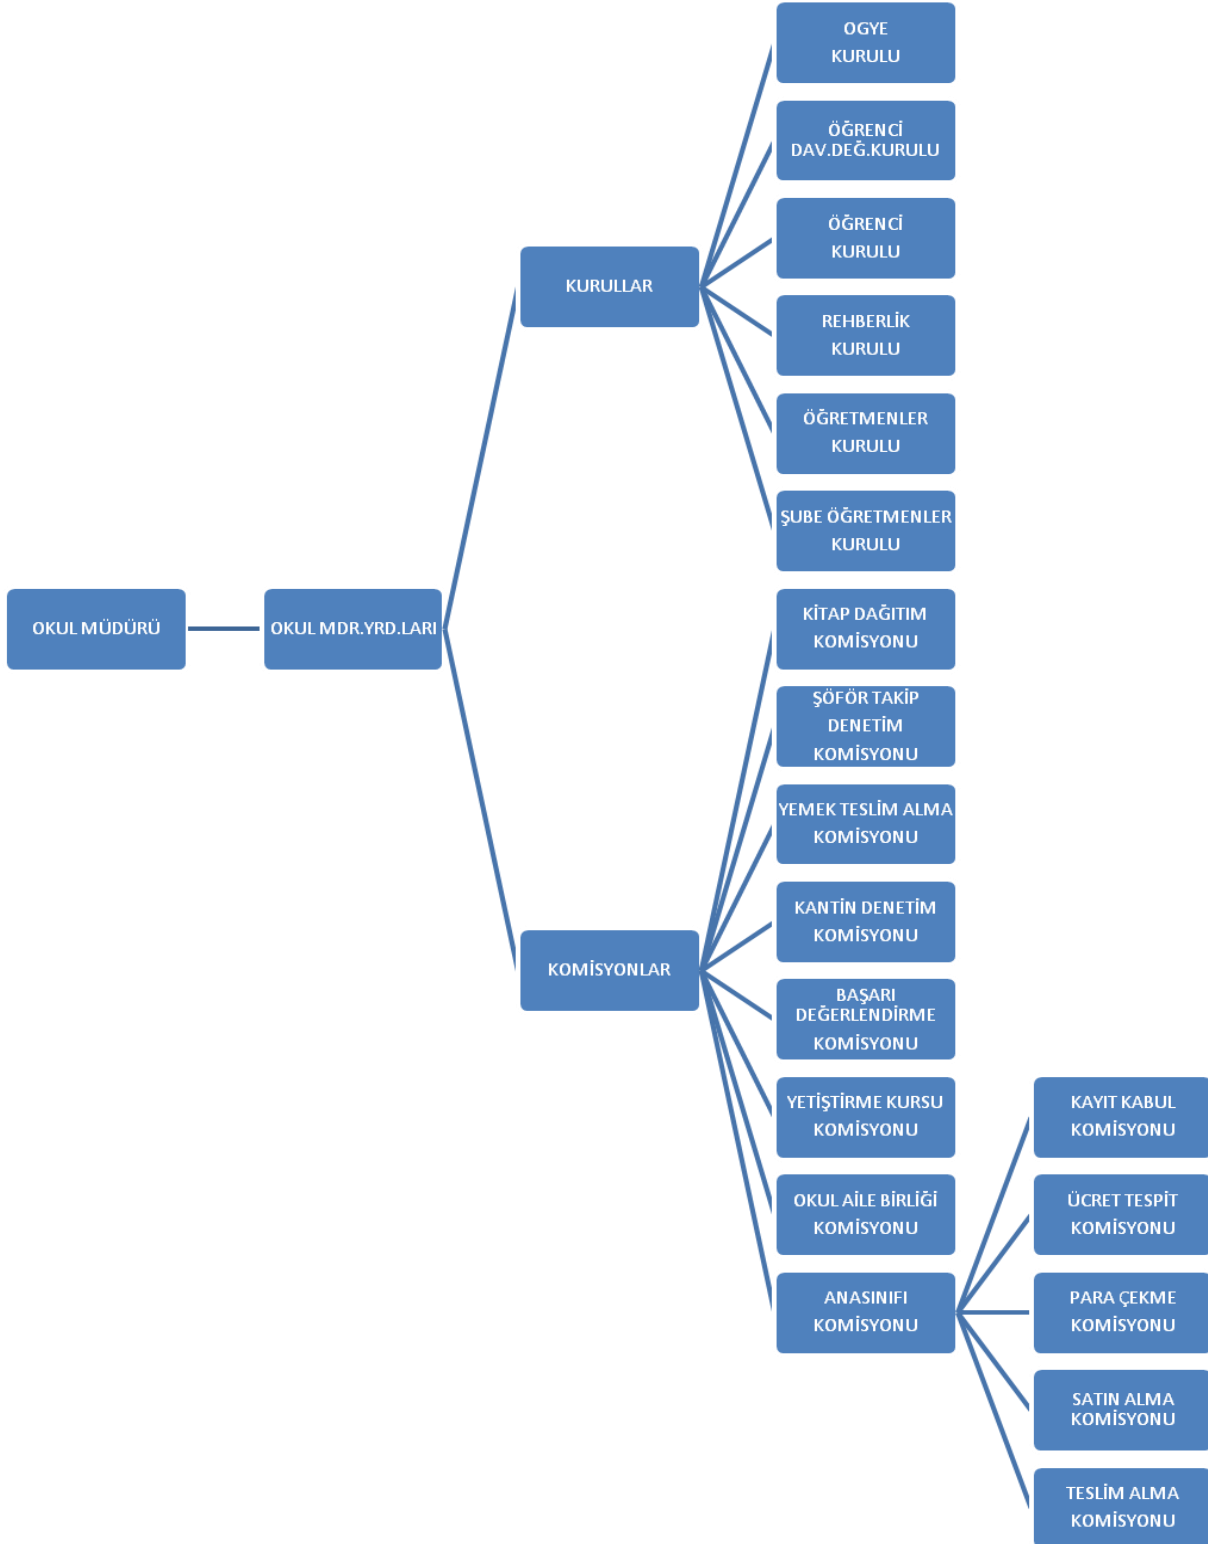 OGYE
KURULU
ÖĞRENCİ
DAV.DEĞ.KURULU
ÖĞRENCİ
KURULU
KURULLAR
REHBERLİK
KURULU
ÖĞRETMENLER
KURULU
ŞUBE ÖĞRETMENLER
KURULU
OKUL MÜDÜRÜ
OKUL MDR.YRD.LARI
KİTAP DAĞITIM
KOMİSYONU
ŞÖFÖR TAKİP
DENETİM
KOMİSYONU
YEMEK TESLİM ALMA
KOMİSYONU
KANTİN DENETİM
KOMİSYONU
KOMİSYONLAR
BAŞARI
DEĞERLENDİRME
KOMİSYONU
YETİŞTİRME KURSU
KOMİSYONU
OKUL AİLE BİRLİĞİ
KOMİSYONU
ANASINIFI
KOMİSYONU
KAYIT KABUL
KOMİSYONU
ÜCRET TESPİT
KOMİSYONU
PARA ÇEKME
KOMİSYONU
SATIN ALMA
KOMİSYONU
TESLİM ALMA
KOMİSYONU